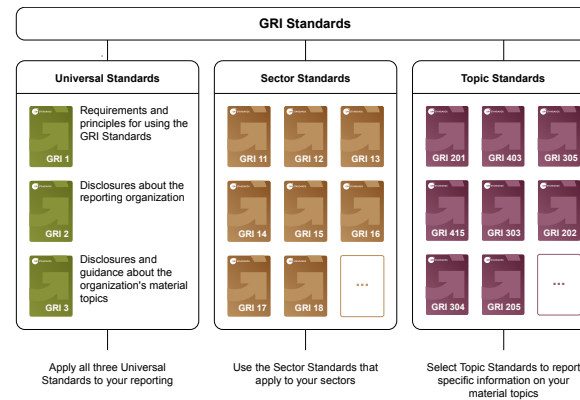 GRI Standards
Universal Standards
Requirements and
principles for using the
GRI Standards
GRI 1
Disclosures about the
reporting organization
GRI 2
Disclosures and
guidance about the
organization's material
topics
GRI 3
Apply all three Universal
Standards to your reporting
Sector Standards
GRI 11
GRI 12
GRI 13
GRI 14
GRI 15
GRI 16
GRI 17
GRI 18
...
Use the Sector Standards that
apply to your sectors
Topic Standards
GRI 201
GRI 403
GRI 305
GRI 415
GRI 303
GRI 202
GRI 304
GRI 205
...
Select Topic Standards to report
specific information on your
material topics